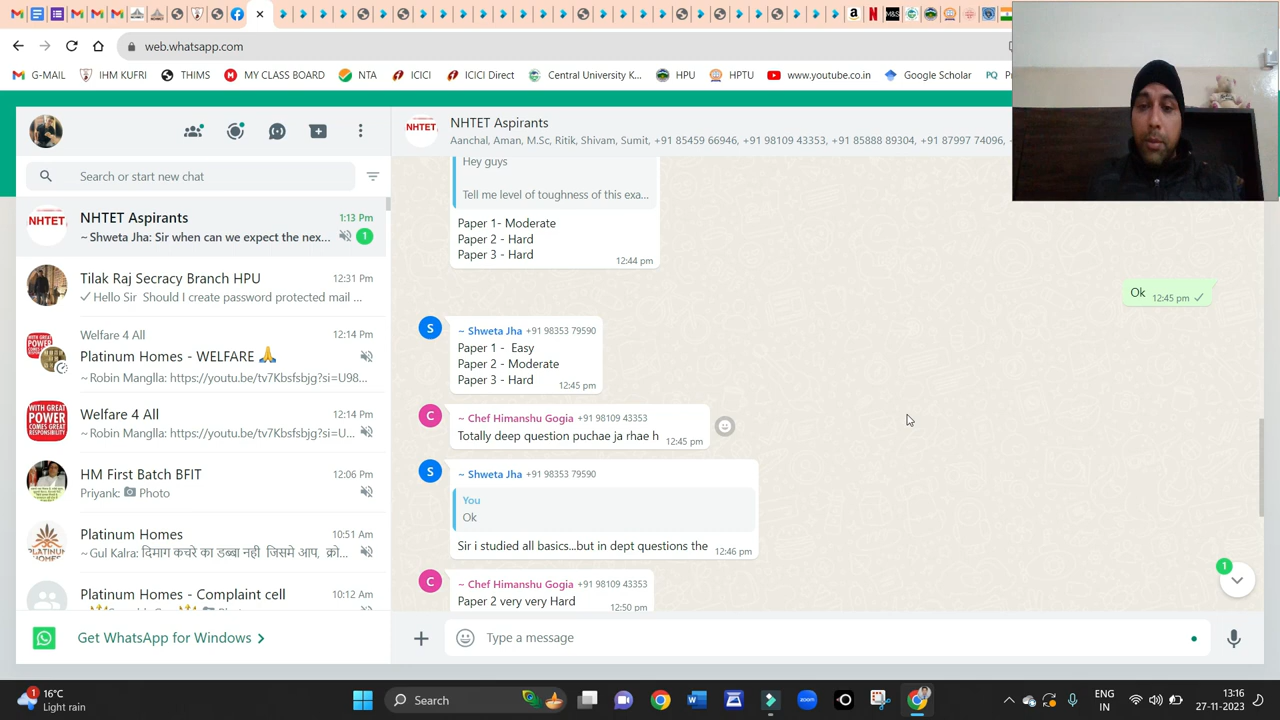 web.whatsapp.com
G-MAIL
IHM KUFRI
THIMS
MY CLASS BOARD
NTA
ICICI
ICICI Direct
Central University K...
HPU
HPTU
www.youtube.co.in
Google Scholar
PQ
NHTET
NHTET Aspirants
Aanchal, Aman, M.Sc, Ritik, Shivam, Sumit, +91 85459 66946, +91 98109 43353, +91 85888 89304, +91 87997 74096,
Search or start new chat
NHTET
NHTET Aspirants
1:13 Pm
~Shweta Jha: Sir when can we expect the nex...
1
Tilak Raj Secracy Branch HPU
12:31 Pm
Hello Sir Should I create password protected mail ...
Welfare 4 All
12:14 Pm
Platinum Homes - WELFARE 🙏
~Robin Manglla: https://youtu.be/tv7Kbsfsbjg?si=U98...
Welfare 4 All
12:14 Pm
~Robin Manglla: https://youtu.be/tv7Kbsfsbjg?si=U...
WITH GREAT
POWER
COMES GREAT
RESPONSIBILITY
HM First Batch BFIT
12:06 Pm
Priyank: Photo
Platinum Homes
10:51 Am
~Gul Kalra: दिमाग कचरे का डब्बा नही जिसमे आप, क्रो...
Platinum Homes - Complaint cell
10:12 Am
Get WhatsApp for Windows
Hey guys
Tell me level of toughness of this exa...
Paper 1- Moderate
Paper 2 - Hard
Paper 3 - Hard
12:44 pm
Ok 12:45 pm
S
~ Shweta Jha +91 98353 79590
Paper 1 - Easy
Paper 2 - Moderate
Paper 3 - Hard
12:45 pm
C
~ Chef Himanshu Gogia +91 98109 43353
Totally deep question puchae ja rhae h 12:45 pm
S
~ Shweta Jha +91 98353 79590
You
Ok
Sir i studied all basics...but in dept questions the 12:46 pm
C
~ Chef Himanshu Gogia +91 98109 43353
Paper 2 very very Hard
12:50 pm
1
Type a message
1
16°C
Light rain
Search
ENG
IN
13:16
27-11-2023